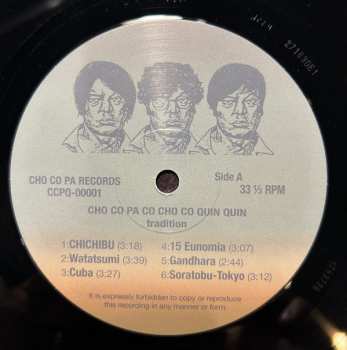 CHO CO PA RECORDS
CCPQ-00001
Side A
33 ⅓ RPM
CHO CO PA CO CHO CO QUIN QUIN
tradition
1:CHICHIBU (3:18)
2:Watatsumi (3:39)
3:Cuba (3:27)
4:15 Eunomia (3:07)
5:Gandhara (2:44)
6:Soratobu-Tokyo (3:12)
It is expressly forbidden to copy or reproduce
this recording in any manner or form.